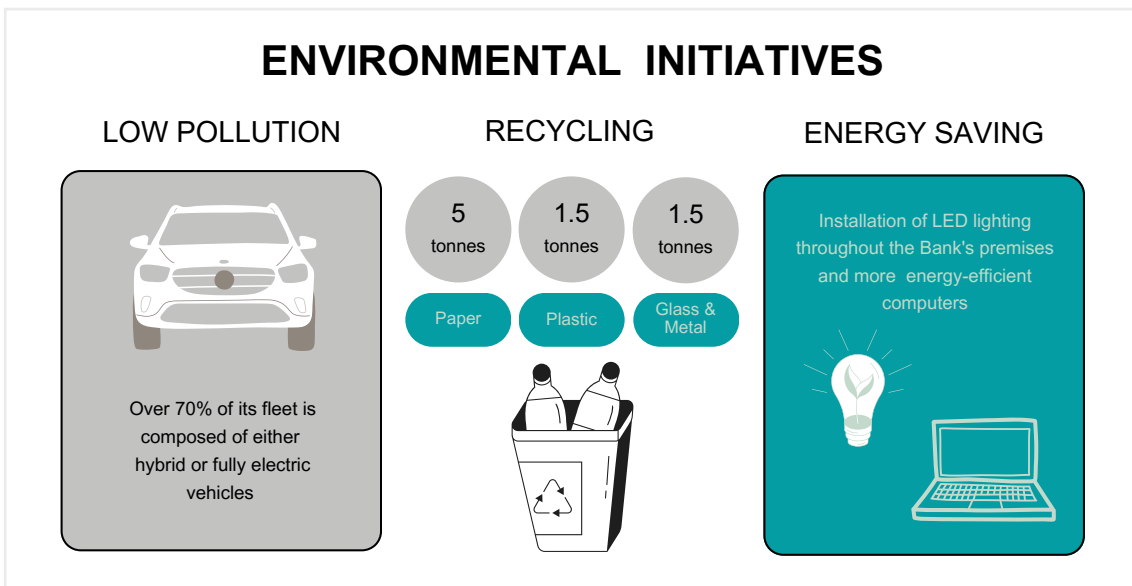 ENVIRONMENTAL INITIATIVES
LOW POLLUTION
Over 70% of its fleet is
composed of either
hybrid or fully electric
vehicles
RECYCLING
5
tonnes
1.5
tonnes
1.5
tonnes
Paper
Plastic
Glass &
Metal
ENERGY SAVING
Installation of LED lighting
throughout the Bank's premises
and more energy-efficient
computers